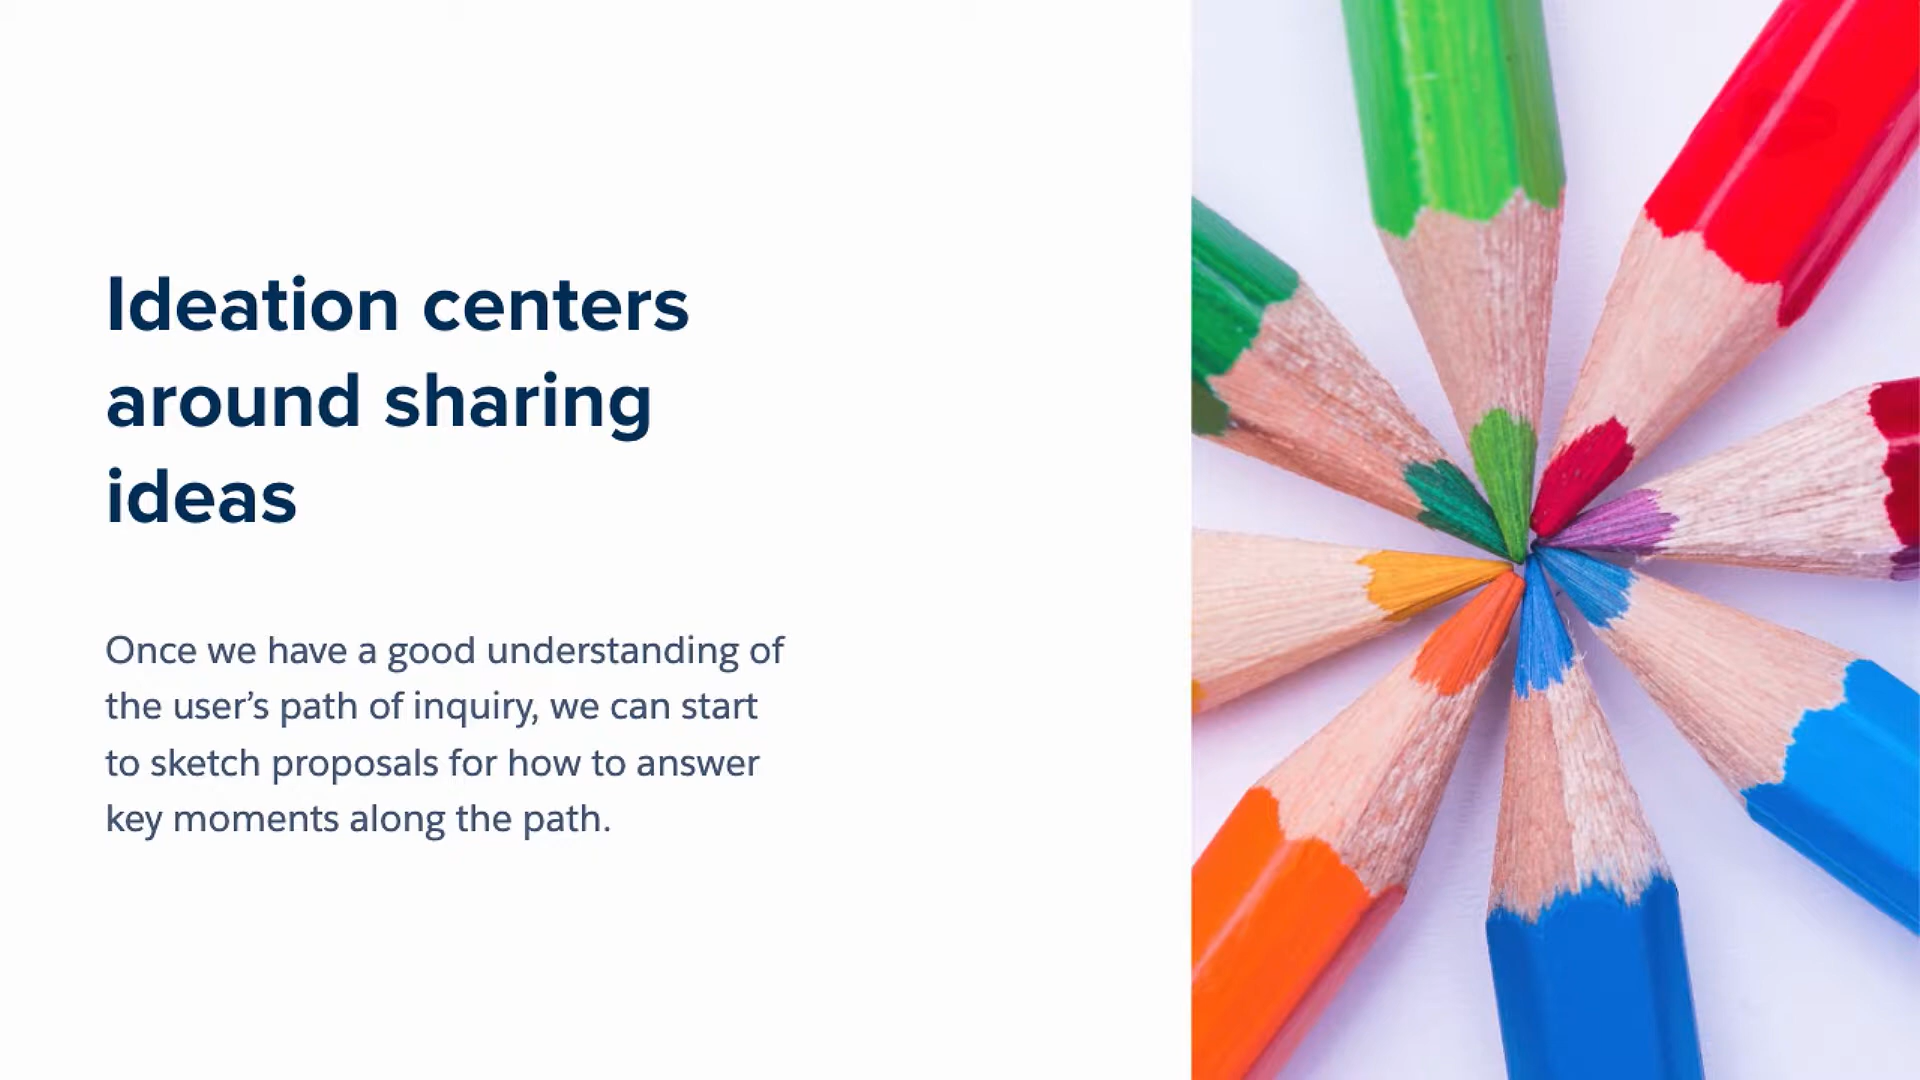 Ideation centers
around sharing
ideas
Once we have a good understanding of
the user’s path of inquiry, we can start
to sketch proposals for how to answer
key moments along the path.